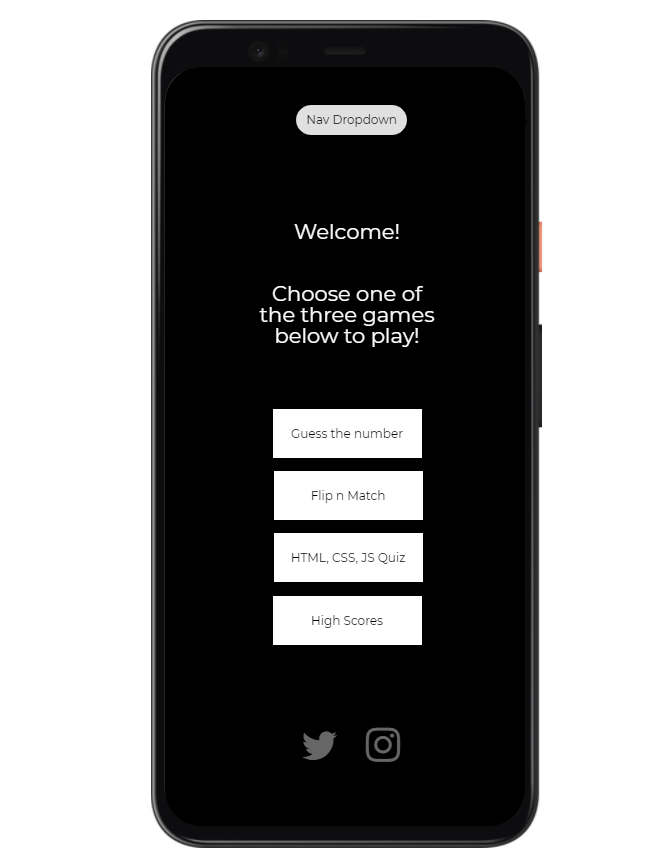 Nav Dropdown
Welcome!
Choose one of
the three games
below to play!
Guess the number
Flip n Match
HTML, CSS, JS Quiz
High Scores